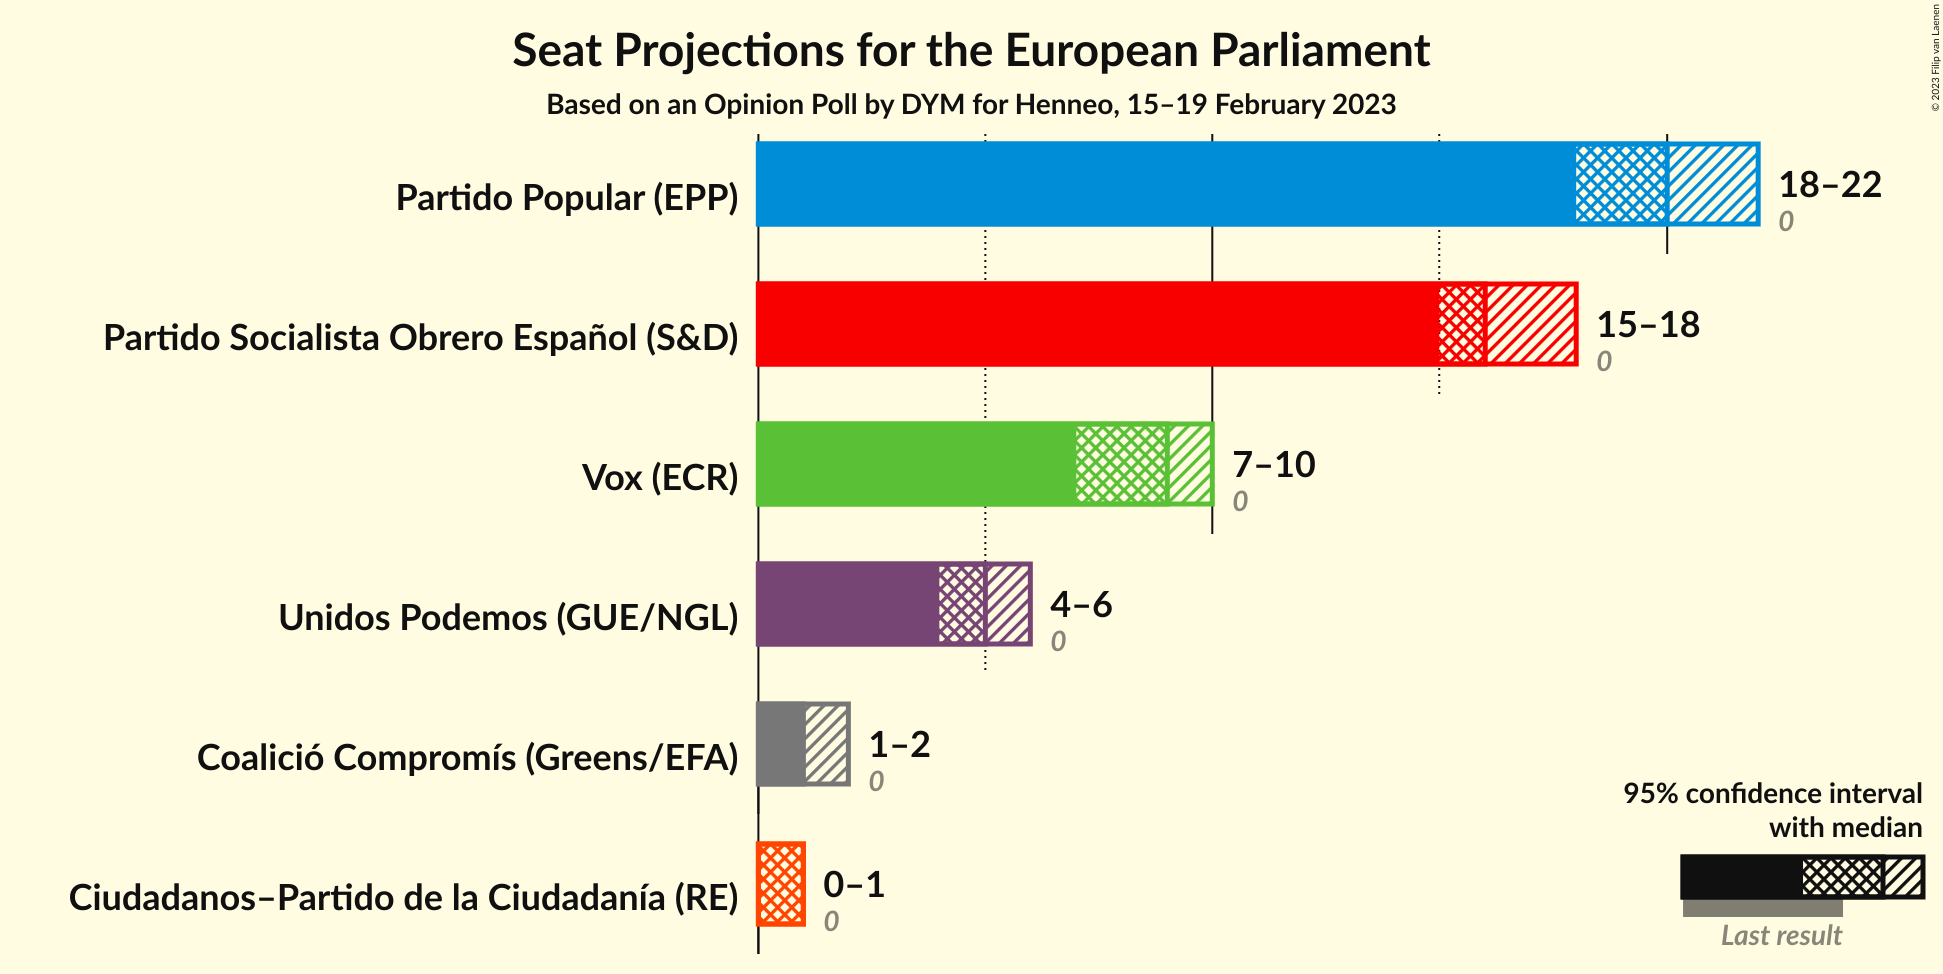 Seat Projections for the European Parliament
Based on an Opinion Poll by DYM for Henneo, 15–19 February 2023
© 2023 Filip van Laenen
Partido Popular (EPP)
18–22
0
Partido Socialista Obrero Español (S&D)
15–18
0
Vox (ECR)
7–10
0
Unidos Podemos (GUE/NGL)
4–6
0
Coalició Compromís (Greens/EFA)
1–2
0
Ciudadanos–Partido de la Ciudadanía (RE)
0–1
0
95% confidence interval
with median
Last result